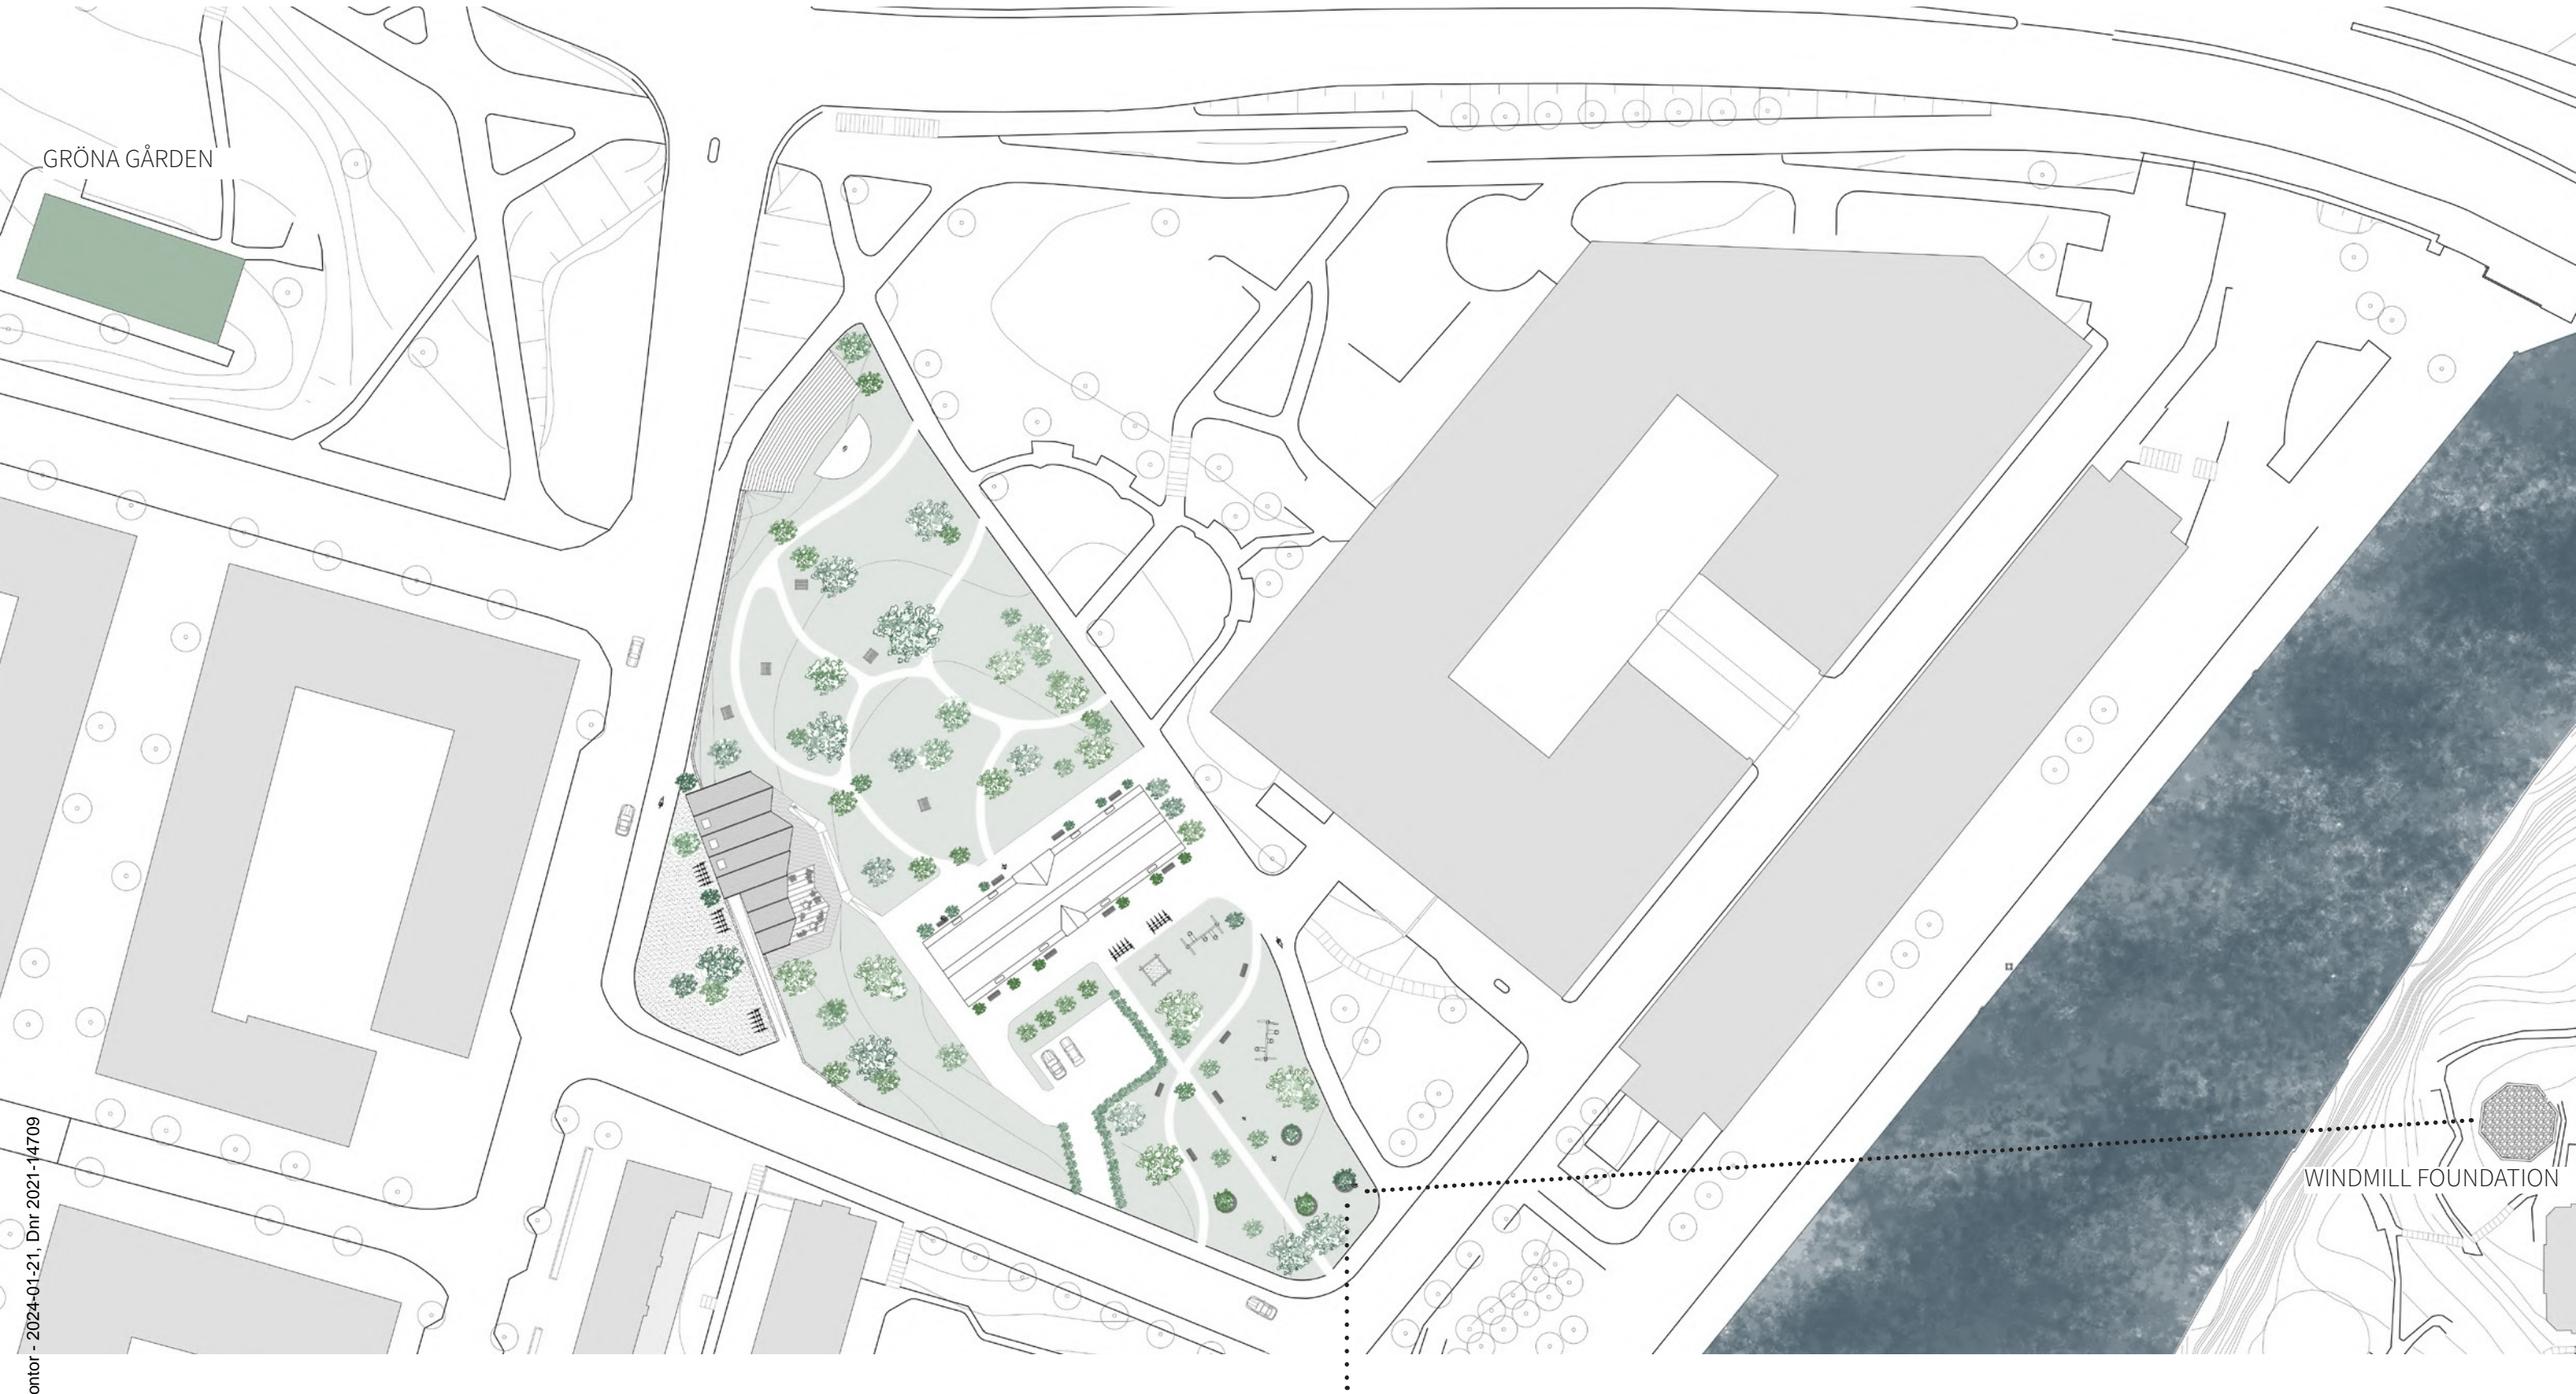 GRÖNA GÅRDEN
WINDMILL FOUNDATION
ontor - 2024-01-21, Dnr 2021-14709